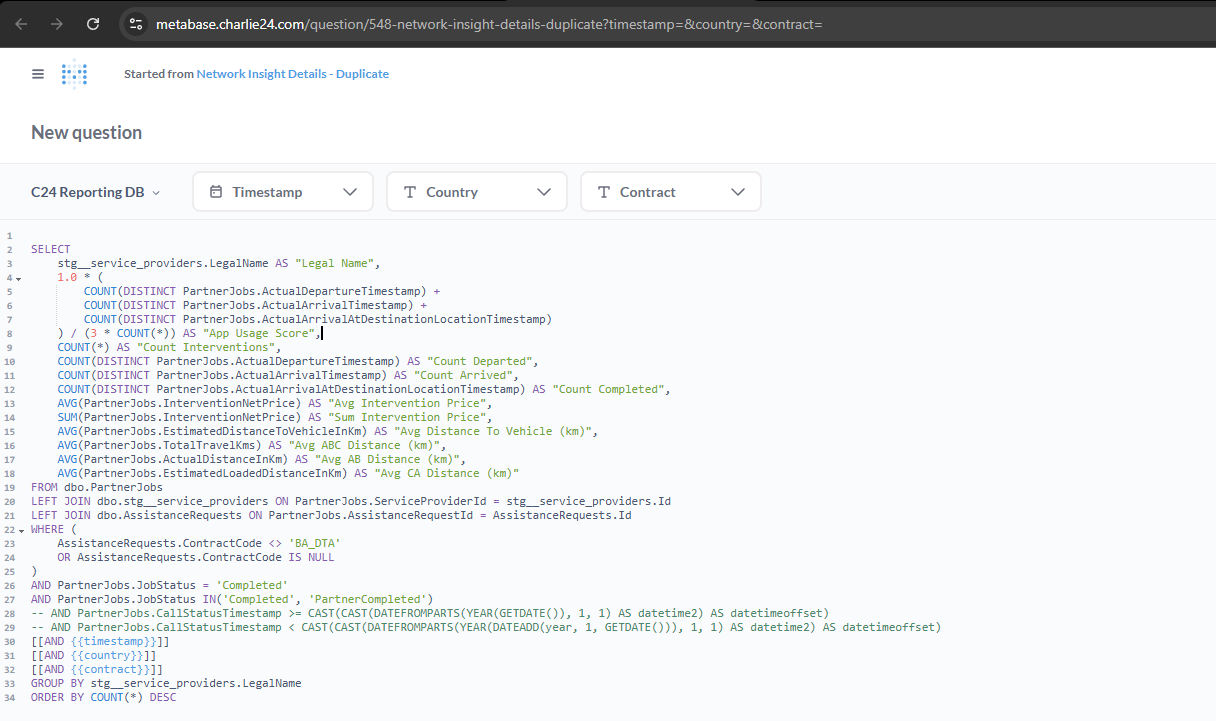 metabase.charlie24.com/question/548-network-insight-details-duplicate?timestamp=&country=&contract=
Started from Network Insight Details - Duplicate
New question
C24 Reporting DB Timestamp Country Contract
1
2 SELECT
3 stg__service_providers.LegalName AS "Legal Name",
4 1.0 * (
5 COUNT(DISTINCT PartnerJobs.ActualDepartureTimestamp) +
6 COUNT(DISTINCT PartnerJobs.ActualArrivalTimestamp) +
7 COUNT(DISTINCT PartnerJobs.ActualArrivalAtDestinationLocationTimestamp)
8 ) / (3 * COUNT(*)) AS "App Usage Score",
9 COUNT(*) AS "Count Interventions",
10 COUNT(DISTINCT PartnerJobs.ActualDepartureTimestamp) AS "Count Departed",
11 COUNT(DISTINCT PartnerJobs.ActualArrivalTimestamp) AS "Count Arrived",
12 COUNT(DISTINCT PartnerJobs.ActualArrivalAtDestinationLocationTimestamp) AS "Count Completed",
13 AVG(PartnerJobs.InterventionNetPrice) AS "Avg Intervention Price",
14 SUM(PartnerJobs.InterventionNetPrice) AS "Sum Intervention Price",
15 AVG(PartnerJobs.EstimatedDistanceToVehicleInKm) AS "Avg Distance To Vehicle (km)",
16 AVG(PartnerJobs.TotalTravelKms) AS "Avg ABC Distance (km)",
17 AVG(PartnerJobs.ActualDistanceInKm) AS "Avg AB Distance (km)",
18 AVG(PartnerJobs.EstimatedLoadedDistanceInKm) AS "Avg CA Distance (km)"
19 FROM dbo.PartnerJobs
20 LEFT JOIN dbo.stg__service_providers ON PartnerJobs.ServiceProviderId = stg__service_providers.Id
21 LEFT JOIN dbo.AssistanceRequests ON PartnerJobs.AssistanceRequestId = AssistanceRequests.Id
22 WHERE (
23 AssistanceRequests.ContractCode <> 'BA_DTA'
24 OR AssistanceRequests.ContractCode IS NULL
25 )
26 AND PartnerJobs.JobStatus = 'Completed'
27 AND PartnerJobs.JobStatus IN('Completed', 'PartnerCompleted')
28 -- AND PartnerJobs.CallStatusTimestamp >= CAST(CAST(DATEFROMPARTS(YEAR(GETDATE()), 1, 1) AS datetime2) AS datetimeoffset)
29 -- AND PartnerJobs.CallStatusTimestamp < CAST(CAST(DATEFROMPARTS(YEAR(DATEADD(year, 1, GETDATE())), 1, 1) AS datetime2) AS datetimeoffset)
30 [[AND {{timestamp}}]]
31 [[AND {{country}}]]
32 [[AND {{contract}}]]
33 GROUP BY stg__service_providers.LegalName
34 ORDER BY COUNT(*) DESC